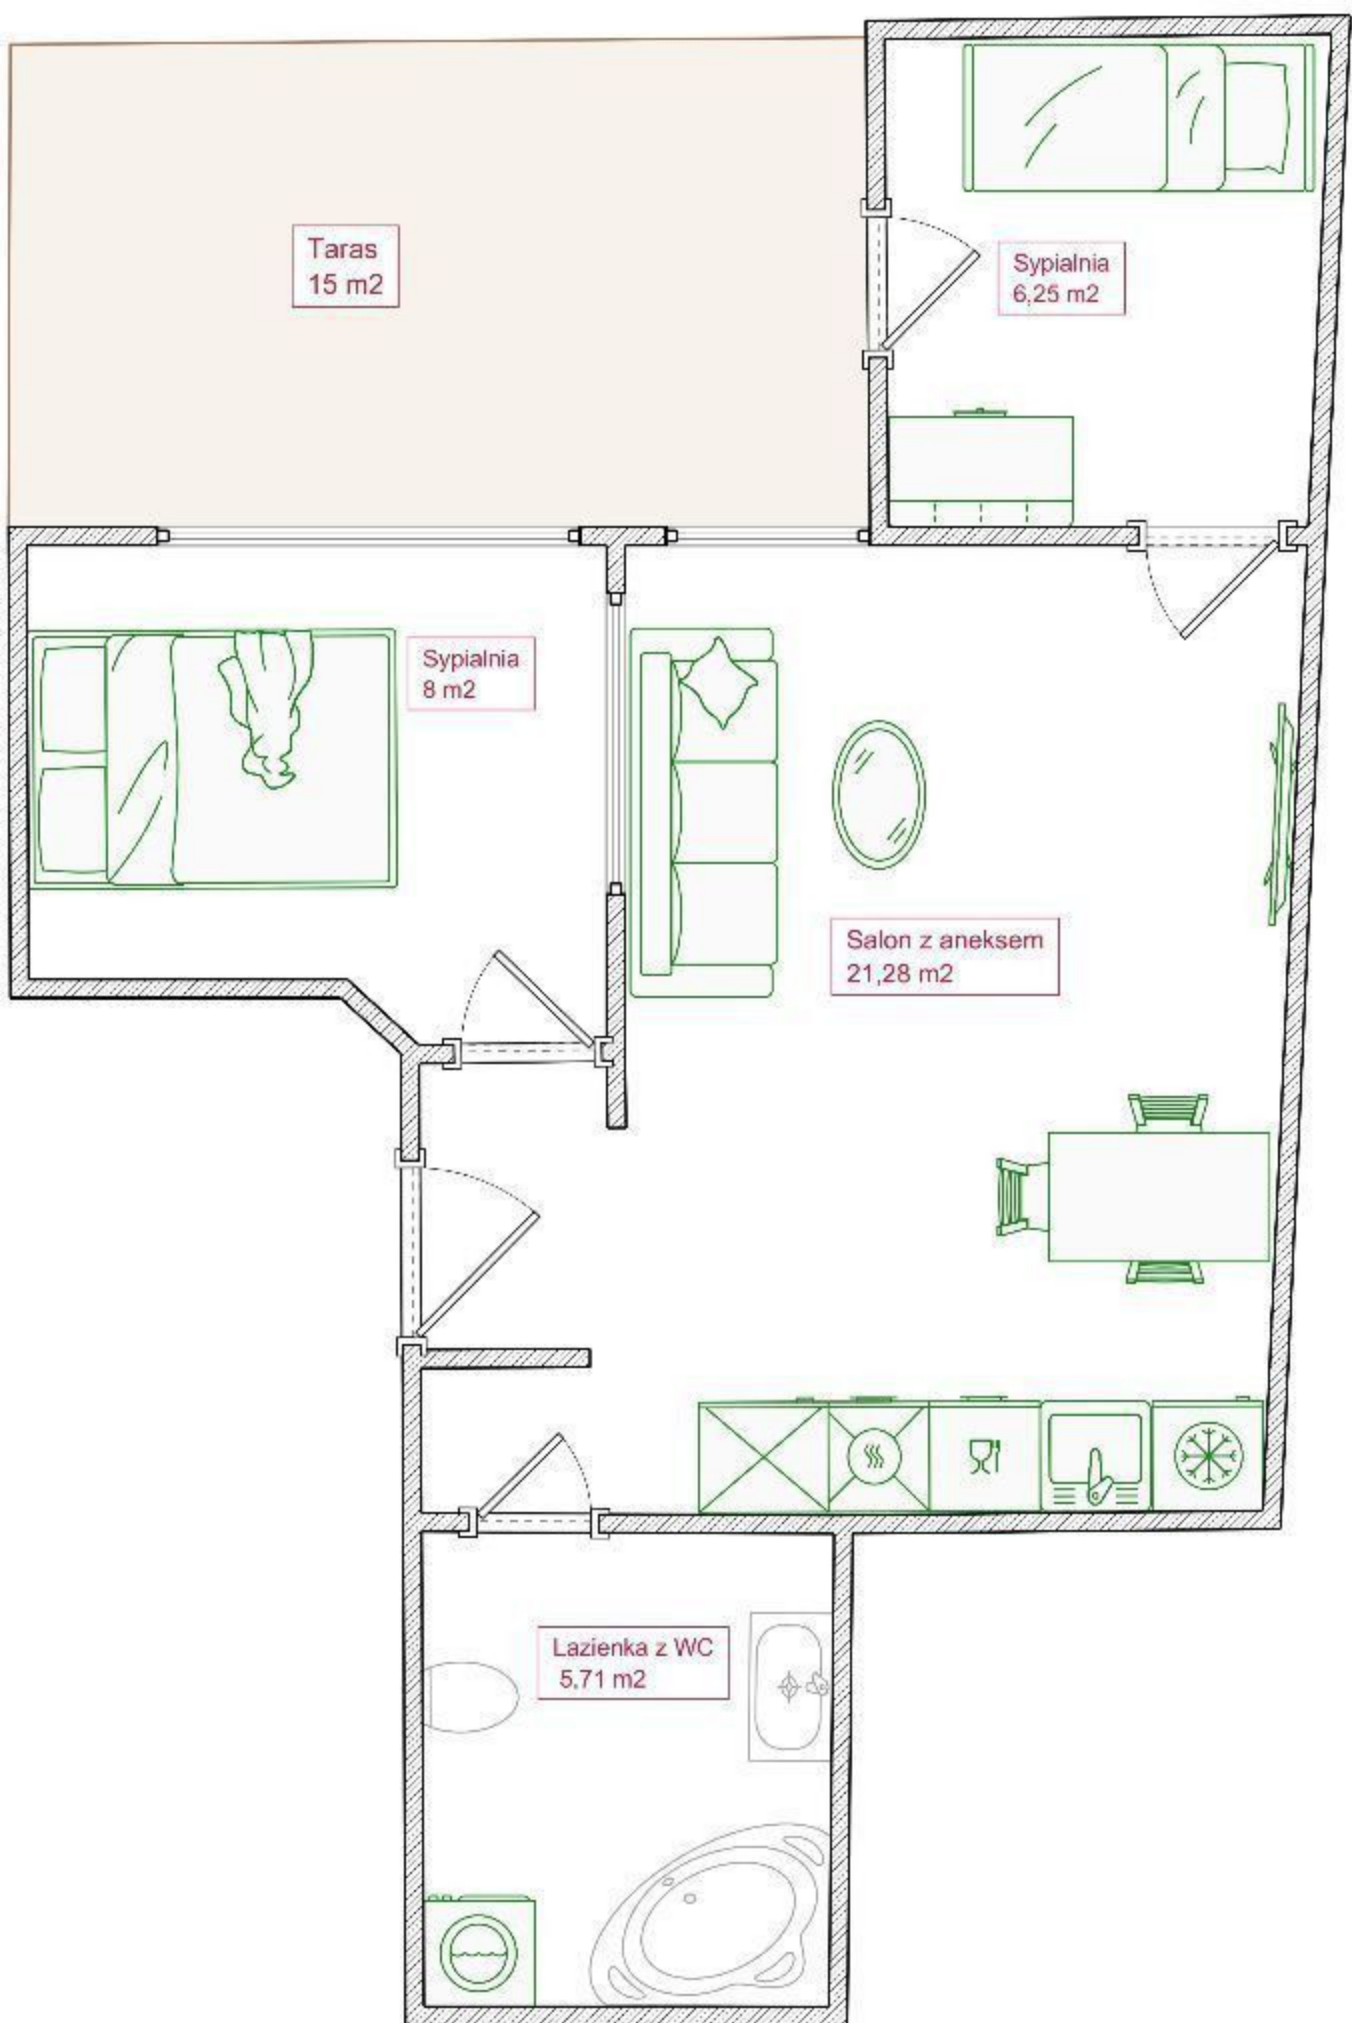 Taras
15 m2
Sypialnia
6,25 m2
Sypialnia
8 m2
Salon z aneksem
21,28 m2
Lazienka z WC
5,71 m2